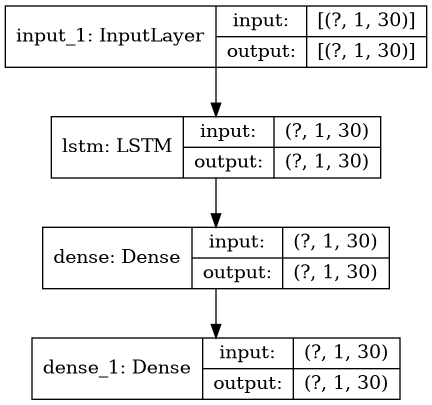 input_1: InputLayer
input:
[(?, 1, 30)]
output:
[(?, 1, 30)]
lstm: LSTM
input:
(?, 1, 30)
output:
(?, 1, 30)
dense: Dense
input:
(?, 1, 30)
output:
(?, 1, 30)
dense_1: Dense
input:
(?, 1, 30)
output:
(?, 1, 30)